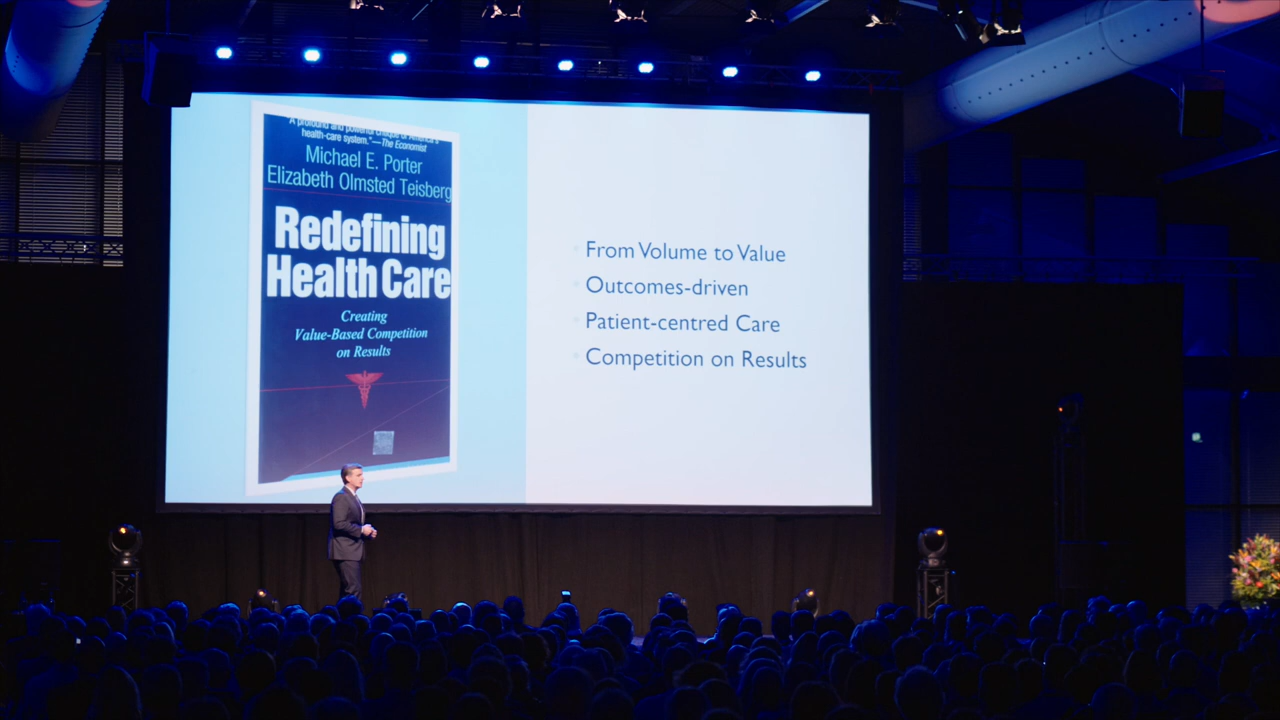 "A profound and powerful critique of America's
health-care system."—The Economist
Michael E. Porter
Elizabeth Olmsted Teisberg
Redefining
Health Care
Creating
Value-Based Competition
on Results
From Volume to Value
Outcomes-driven
Patient-centred Care
Competition on Results